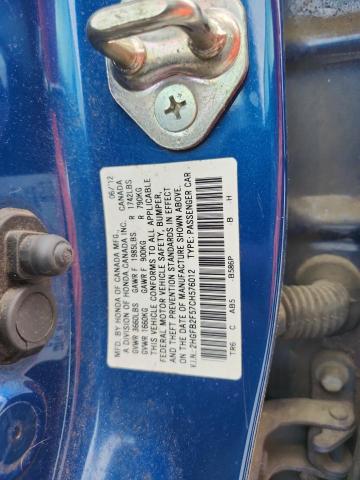 MFD. BY HONDA OF CANADA MFG., 06/12
A DIVISION OF HONDA CANADA INC. CANADA
GVWR 3660LBS GAWR F 1985LBS R 1742LBS
GVWR 1660KG GAWR F 900KG R 790KG
THIS VEHICLE CONFORMS TO ALL APPLICABLE
FEDERAL MOTOR VEHICLE SAFETY, BUMPER,
AND THEFT PREVENTION STANDARDS IN EFFECT
ON THE DATE OF MANUFACTURE SHOWN ABOVE.
V.I.N. 2HGFB2F57CH576012 TYPE: PASSENGER CAR
TR6 C AB5 B586P B H